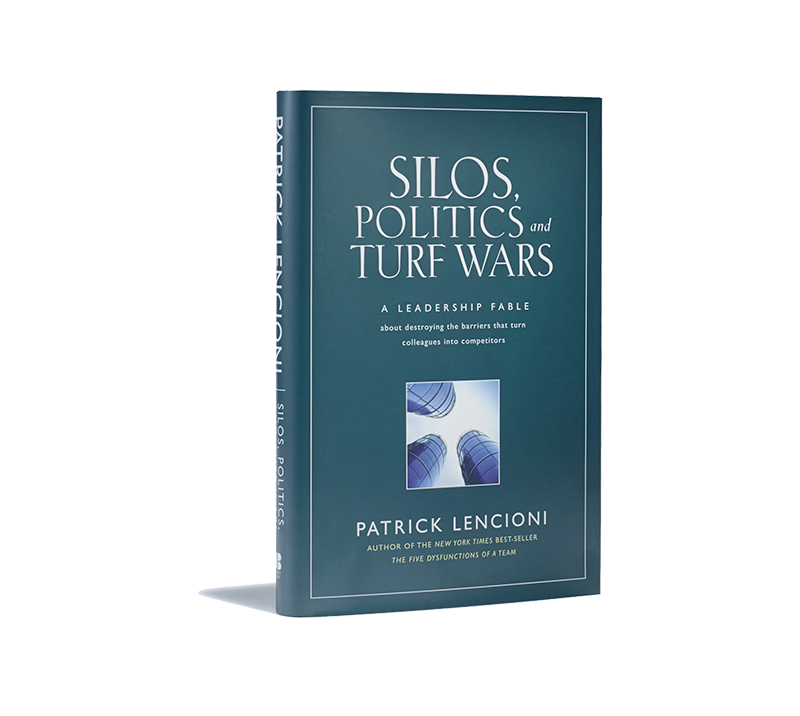 SILOS,
POLITICS and
TURF WARS
A LEADERSHIP FABLE
about destroying the barriers that turn
colleagues into competitors
PATRICK LENCIONI
AUTHOR OF THE NEW YORK TIMES BEST-SELLER
THE FIVE DYSFUNCTIONS OF A TEAM
PATRICK LENCIONI | SILOS, POLITICS,